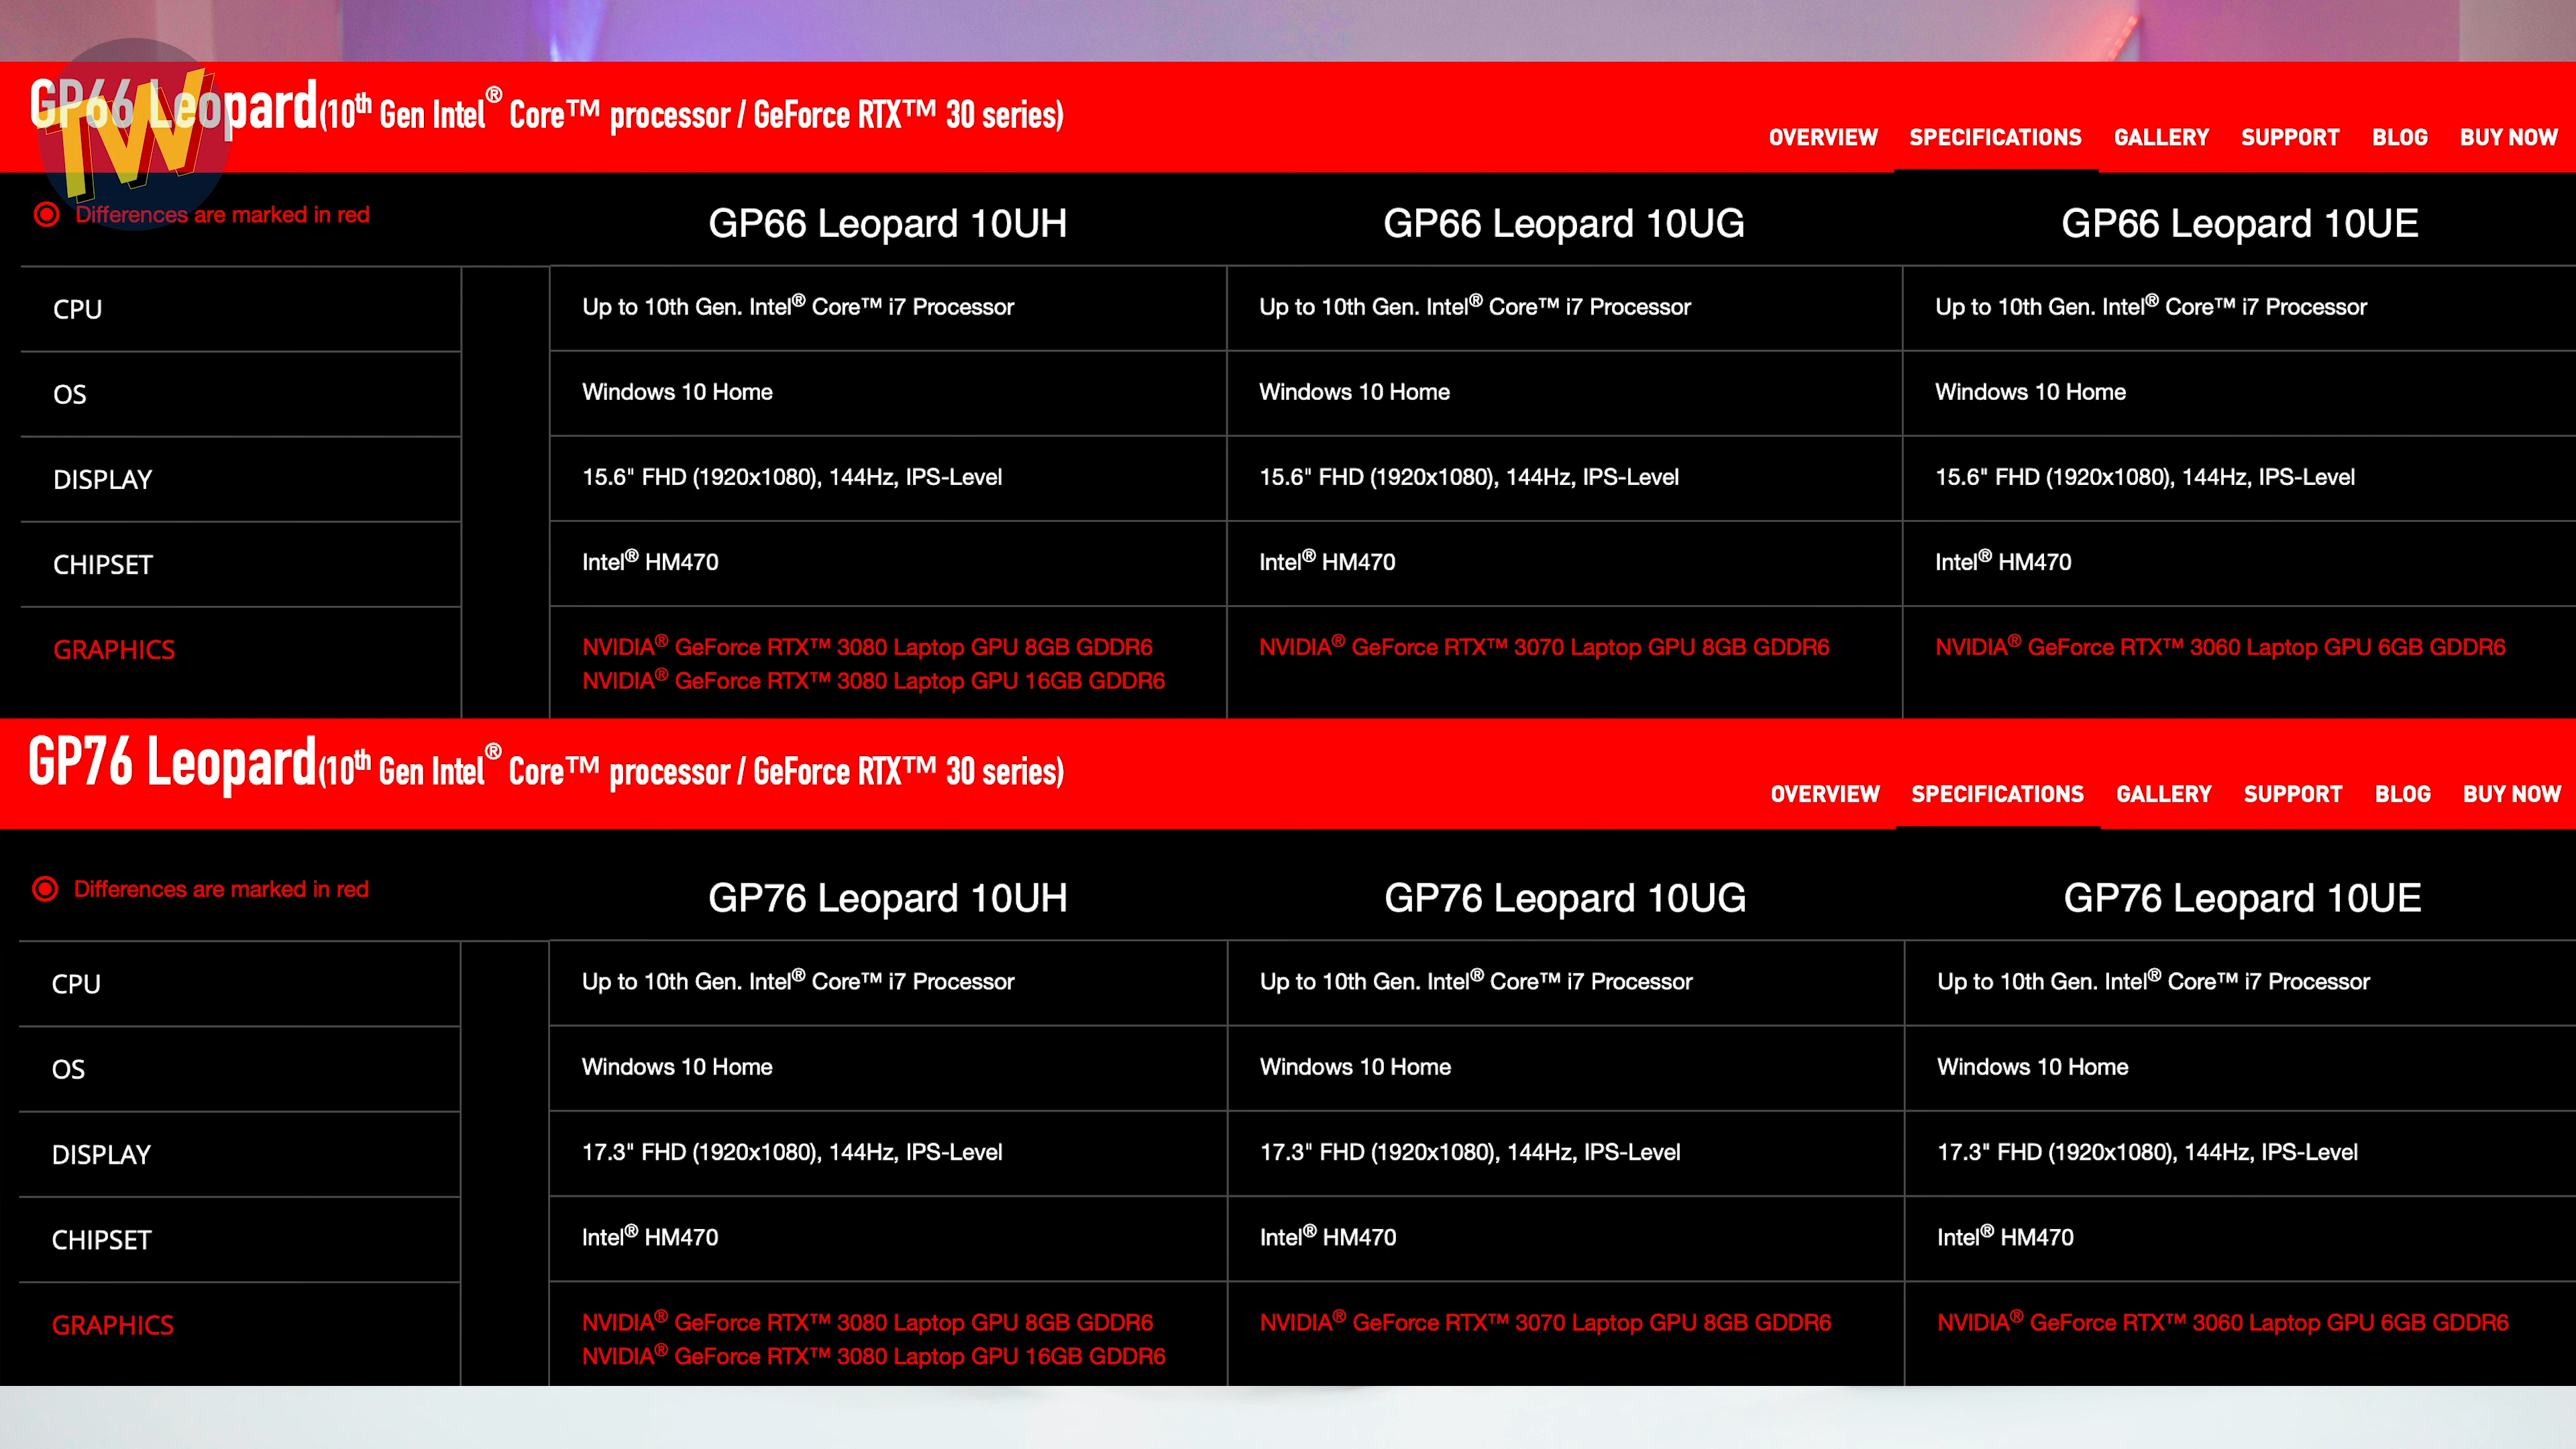 GP66 Leopard(10th Gen Intel® Core™ processor / GeForce RTX™ 30 series)
TW
OVERVIEW SPECIFICATIONS GALLERY SUPPORT BLOG BUY NOW
Differences are marked in red
GP66 Leopard 10UH GP66 Leopard 10UG GP66 Leopard 10UE
CPU Up to 10th Gen. Intel® Core™ i7 Processor Up to 10th Gen. Intel® Core™ i7 Processor Up to 10th Gen. Intel® Core™ i7 Processor
OS Windows 10 Home Windows 10 Home Windows 10 Home
DISPLAY 15.6" FHD (1920x1080), 144Hz, IPS-Level 15.6" FHD (1920x1080), 144Hz, IPS-Level 15.6" FHD (1920x1080), 144Hz, IPS-Level
CHIPSET Intel® HM470 Intel® HM470 Intel® HM470
GRAPHICS NVIDIA® GeForce RTX™ 3080 Laptop GPU 8GB GDDR6 NVIDIA® GeForce RTX™ 3070 Laptop GPU 8GB GDDR6 NVIDIA® GeForce RTX™ 3060 Laptop GPU 6GB GDDR6
NVIDIA® GeForce RTX™ 3080 Laptop GPU 16GB GDDR6
GP76 Leopard(10th Gen Intel® Core™ processor / GeForce RTX™ 30 series)
OVERVIEW SPECIFICATIONS GALLERY SUPPORT BLOG BUY NOW
Differences are marked in red
GP76 Leopard 10UH GP76 Leopard 10UG GP76 Leopard 10UE
CPU Up to 10th Gen. Intel® Core™ i7 Processor Up to 10th Gen. Intel® Core™ i7 Processor Up to 10th Gen. Intel® Core™ i7 Processor
OS Windows 10 Home Windows 10 Home Windows 10 Home
DISPLAY 17.3" FHD (1920x1080), 144Hz, IPS-Level 17.3" FHD (1920x1080), 144Hz, IPS-Level 17.3" FHD (1920x1080), 144Hz, IPS-Level
CHIPSET Intel® HM470 Intel® HM470 Intel® HM470
GRAPHICS NVIDIA® GeForce RTX™ 3080 Laptop GPU 8GB GDDR6 NVIDIA® GeForce RTX™ 3070 Laptop GPU 8GB GDDR6 NVIDIA® GeForce RTX™ 3060 Laptop GPU 6GB GDDR6
NVIDIA® GeForce RTX™ 3080 Laptop GPU 16GB GDDR6